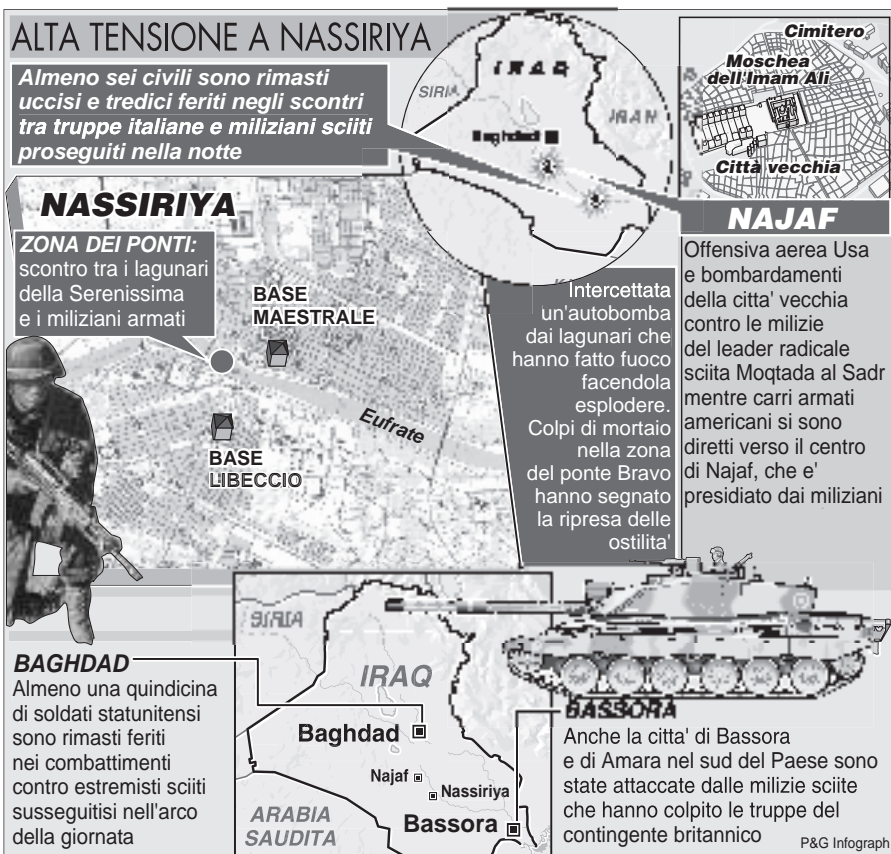 ALTA TENSIONE A NASSIRIYA
Almeno sei civili sono rimasti
uccisi e tredici feriti negli scontri
tra truppe italiane e miliziani sciiti
proseguiti nella notte
SIRIA
IRAQ
IRAN
Baghdad
Cimitero
Moschea
dell'Imam Ali
Città vecchia
NASSIRIYA
ZONA DEI PONTI:
scontro tra i lagunari
della Serenissima
e i miliziani armati
BASE
MAESTRALE
Eufrate
BASE
LIBECCIO
Intercettata
un'autobomba
dai lagunari che
hanno fatto fuoco
facendola
esplodere.
Colpi di mortaio
nella zona
del ponte Bravo
hanno segnato
la ripresa delle
ostilita'
NAJAF
Offensiva aerea Usa
e bombardamenti
della citta' vecchia
contro le milizie
del leader radicale
sciita Moqtada al Sadr
mentre carri armati
americani si sono
diretti verso il centro
di Najaf, che e'
presidiato dai miliziani
BAGHDAD
Almeno una quindicina
di soldati statunitensi
sono rimasti feriti
nei combattimenti
contro estremisti sciiti
susseguitisi nell'arco
della giornata
SIRIA
IRAQ
Baghdad
Najaf
Nassiriya
ARABIA
SAUDITA
Bassora
BASSORA
Anche la citta' di Bassora
e di Amara nel sud del Paese sono
state attaccate dalle milizie sciite
che hanno colpito le truppe del
contingente britannico
P&G Infograph